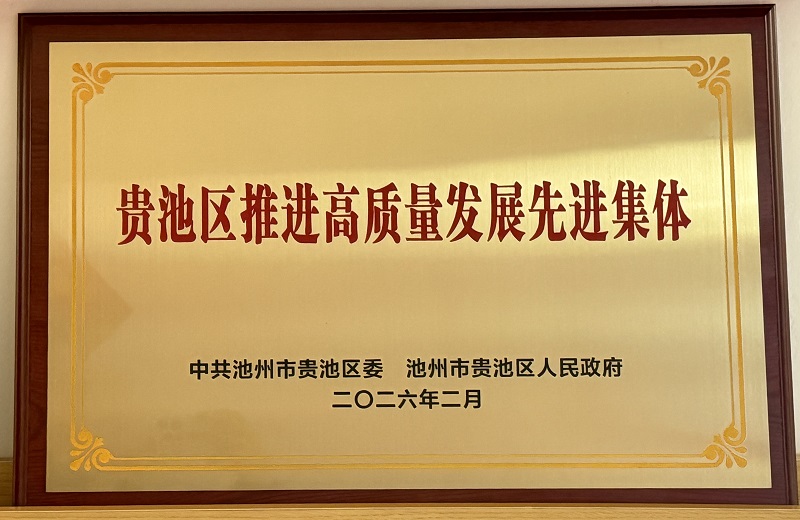 贵池区推进高质量发展先进集体
中共池州市贵池区委　池州市贵池区人民政府
二〇二六年二月